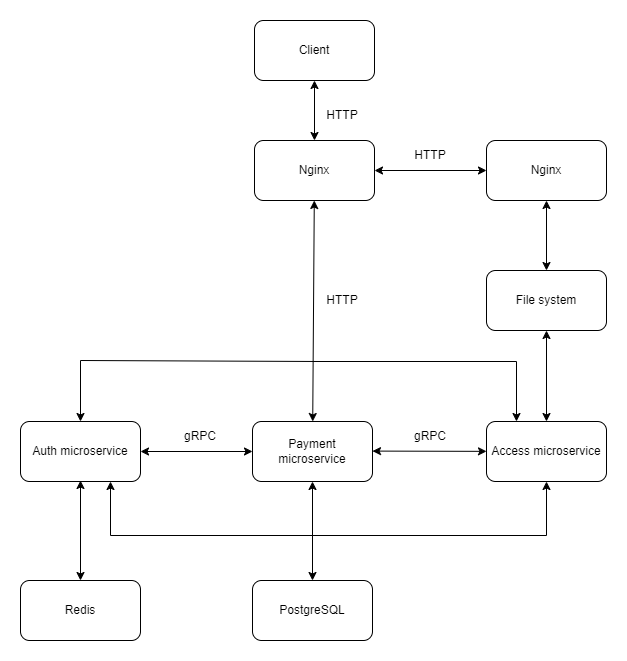 Client
HTTP
Nginx
HTTP
Nginx
HTTP
File system
Auth microservice
gRPC
Payment
microservice
gRPC
Access microservice
Redis
PostgreSQL